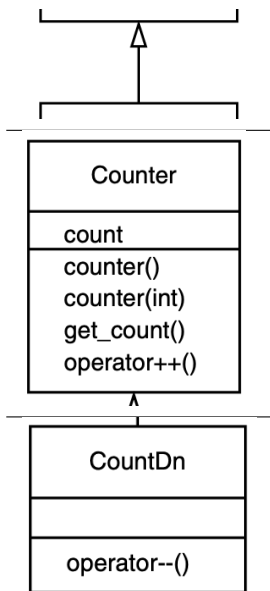 Counter
count
counter()
counter(int)
get_count()
operator++()
CountDn
operator--()